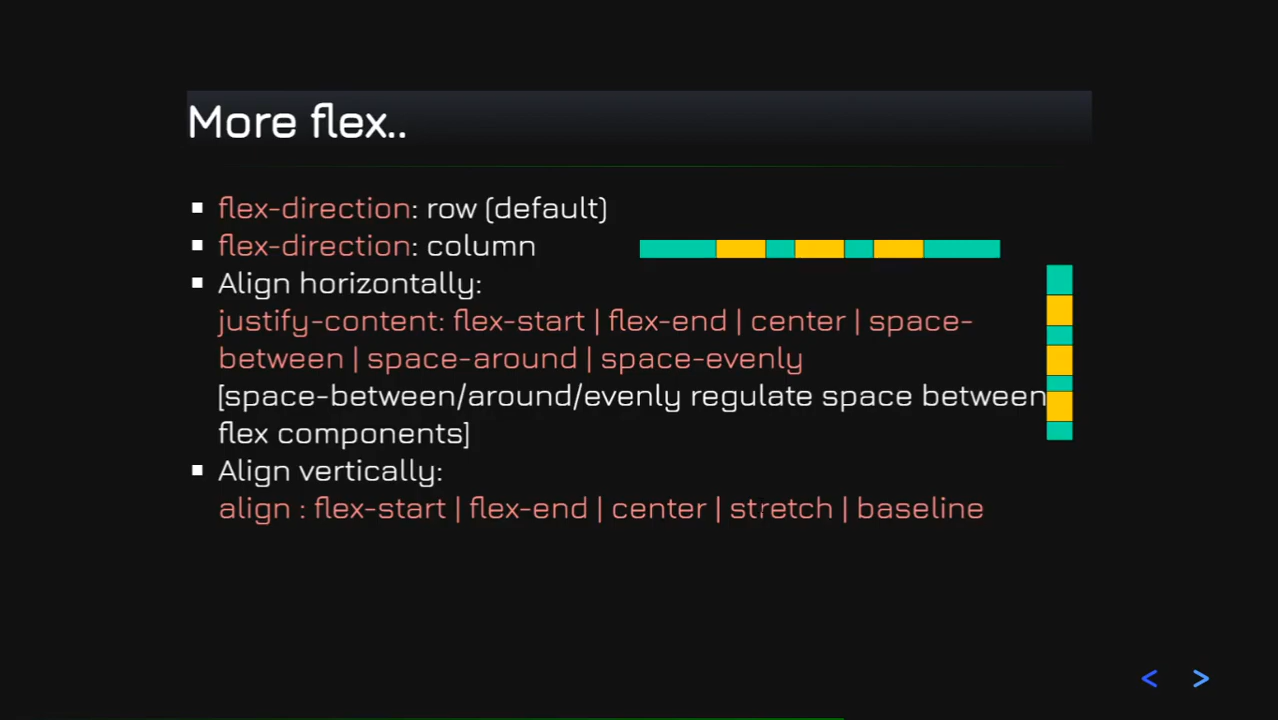 More flex..
flex-direction: row (default)
flex-direction: column
Align horizontally:
justify-content: flex-start | flex-end | center | space-
between | space-around | space-evenly
[space-between/around/evenly regulate space between
flex components]
Align vertically:
align : flex-start | flex-end | center | stretch | baseline
< >